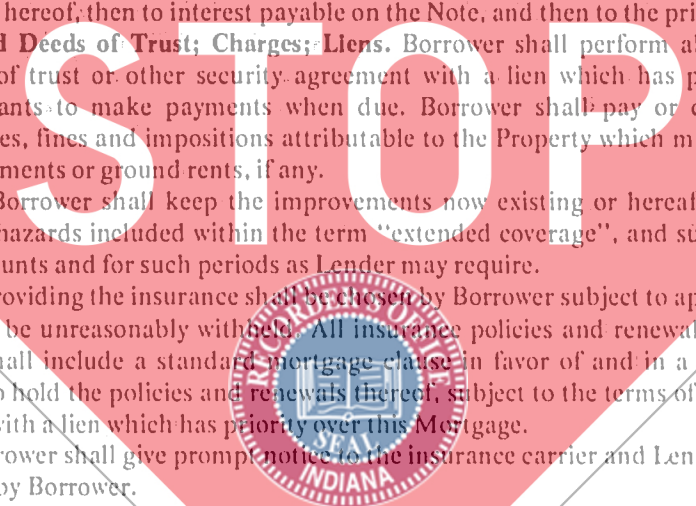 hereof, then to interest payable on the Note, and then to the pri
d Deeds of Trust; Charges; Liens. Borrower shall perform al
of trust or other security agreement with a lien which has p
ants to make payments when due. Borrower shall pay or
es, fines and impositions attributable to the Property which m
ments or ground rents, if any.
Borrower shall keep the improvements now existing or hereaf
hazards included within the term "extended coverage", and su
unts and for such periods as Lender may require.
roviding the insurance shall be chosen by Borrower subject to ap
be unreasonably withheld. All insurance policies and renewal
hall include a standard mortgage clause in favor of and in a
o hold the policies and renewals thereof, subject to the terms of
with a lien which has priority over this Mortgage.
rower shall give prompt notice to the insurance carrier and Len
by Borrower.
STOP
RECORDERS OFFICE
SEAL
INDIANA